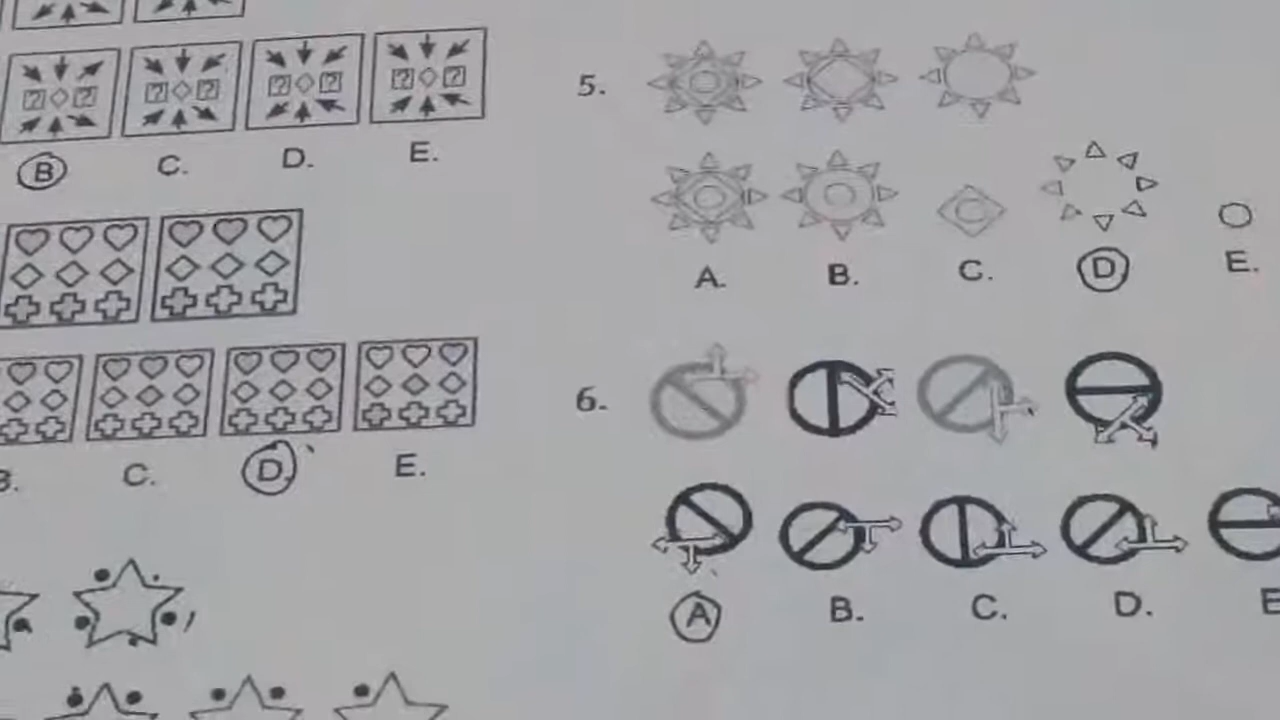 B C. D. E.
5.
A. B. C. D E.
B. C. D. E.
6.
A B. C. D. E